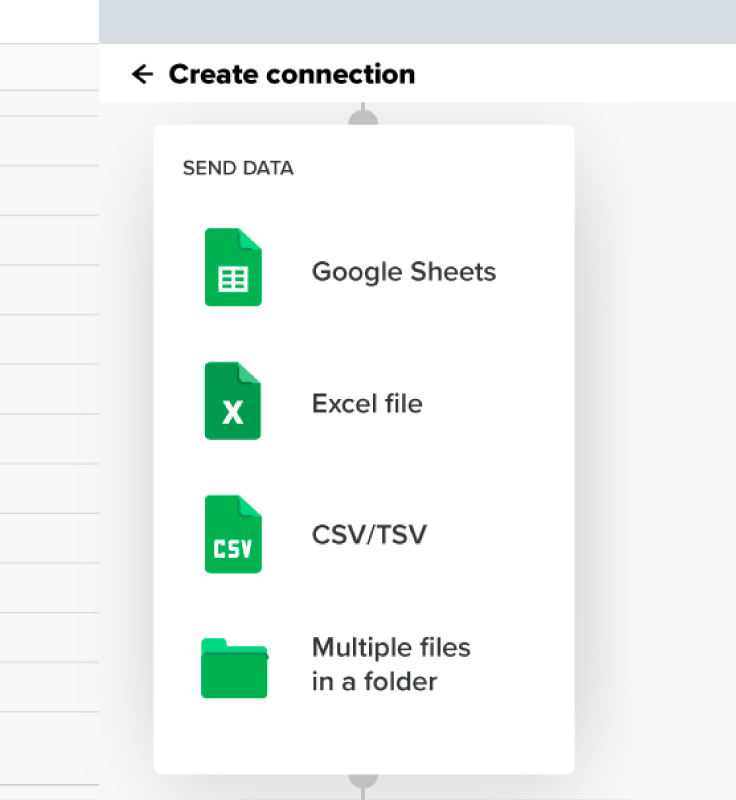 Create connection
SEND DATA
Google Sheets
X
Excel file
CSV
CSV/TSV
Multiple files
in a folder